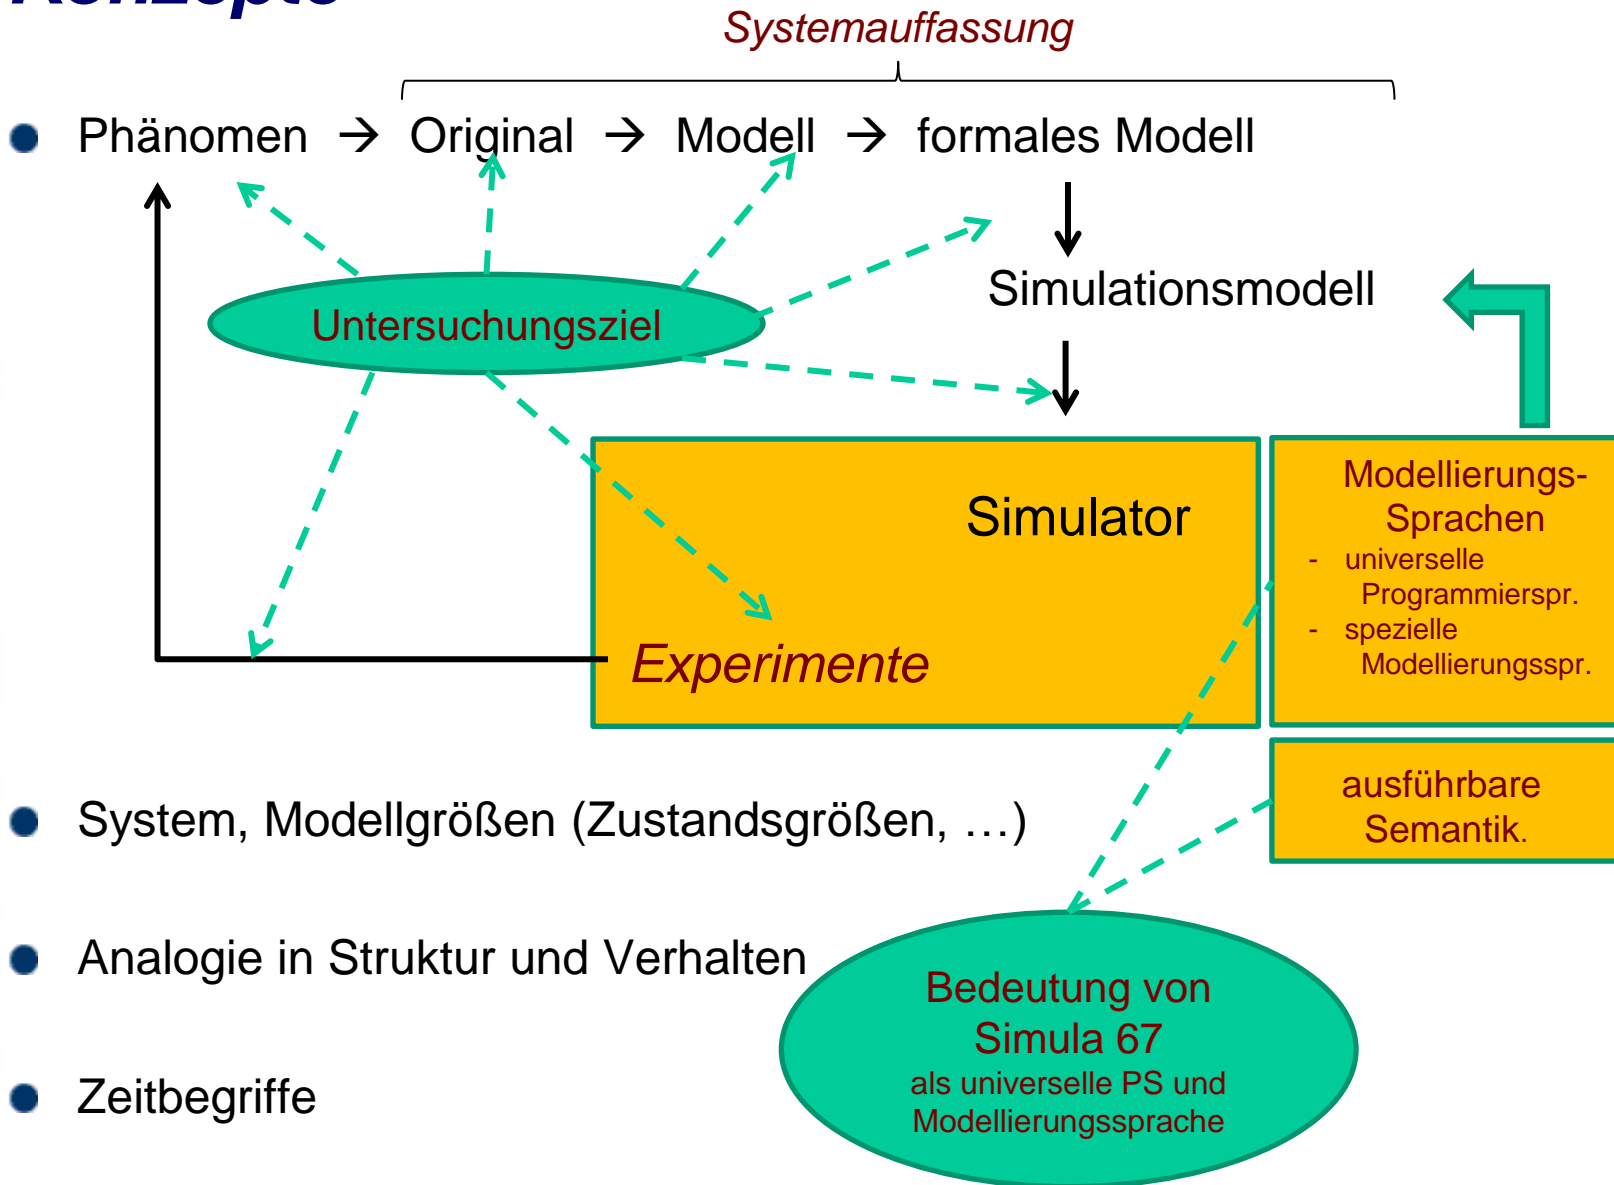 Konzepte
Systemauffassung
Phänomen → Original → Modell → formales Modell
Simulationsmodell
Untersuchungsziel
Simulator
Experimente
Modellierungs-
Sprachen
- universelle
Programmierspr.
- spezielle
Modellierungsspr.
ausführbare
Semantik.
System, Modellgrößen (Zustandsgrößen, …)
Analogie in Struktur und Verhalten
Zeitbegriffe
Bedeutung von
Simula 67
als universelle PS und
Modellierungssprache